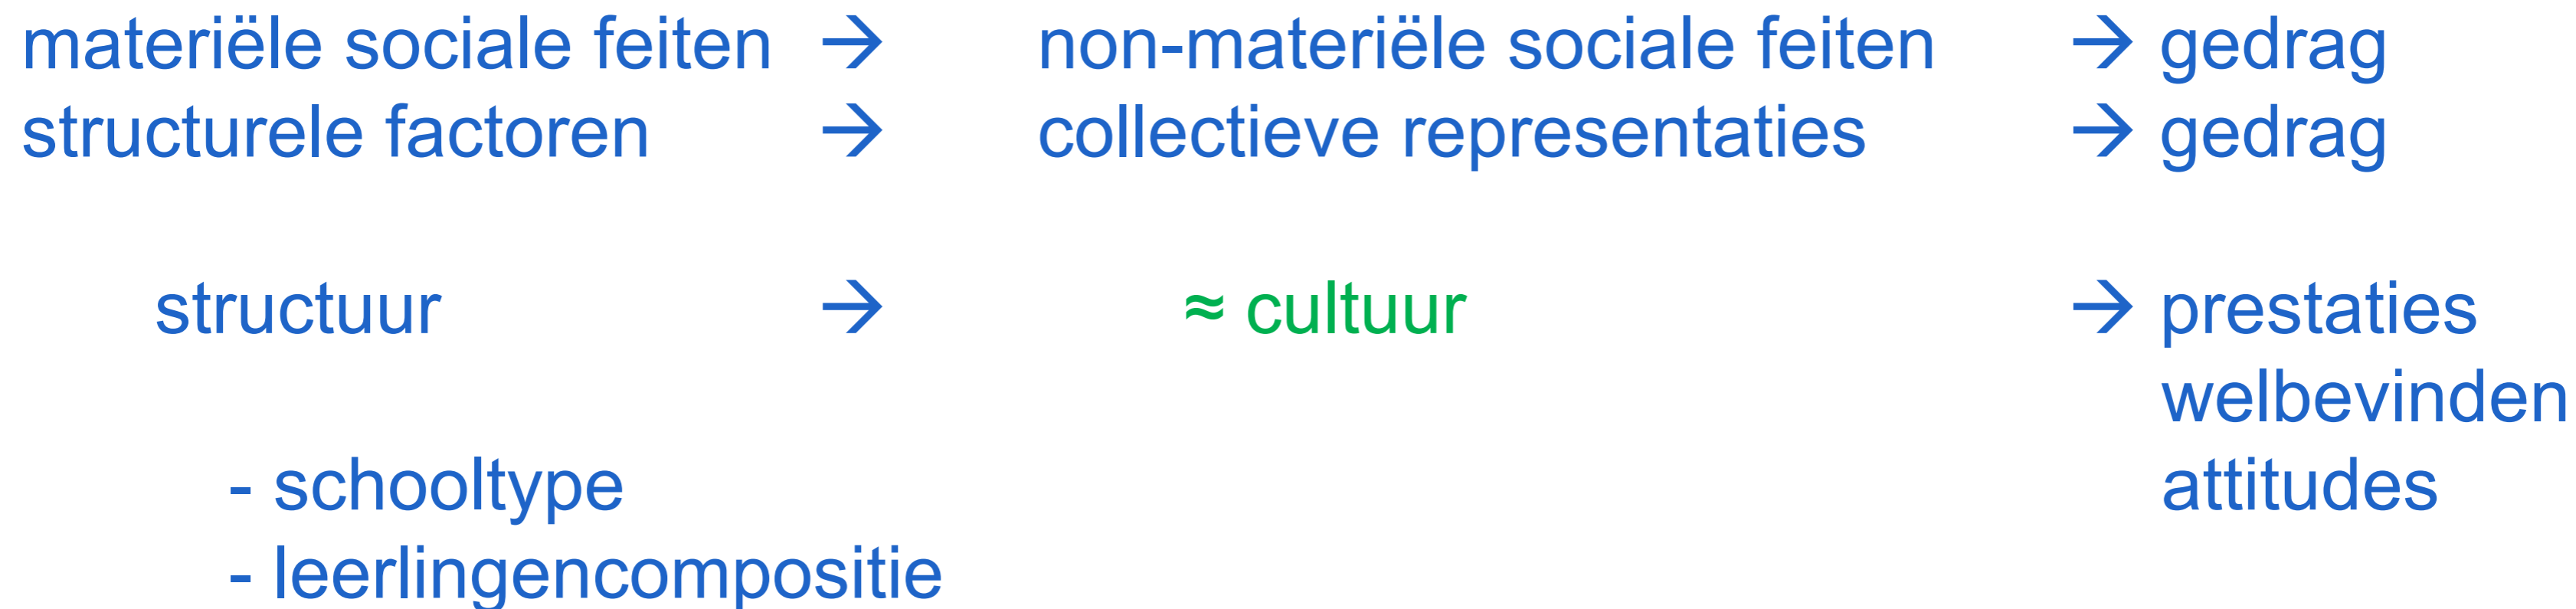 materiële sociale feiten → non-materiële sociale feiten → gedrag
structurele factoren → collectieve representaties → gedrag
structuur → ≈ cultuur → prestaties
welbevinden
- schooltype attitudes
- leerlingencompositie